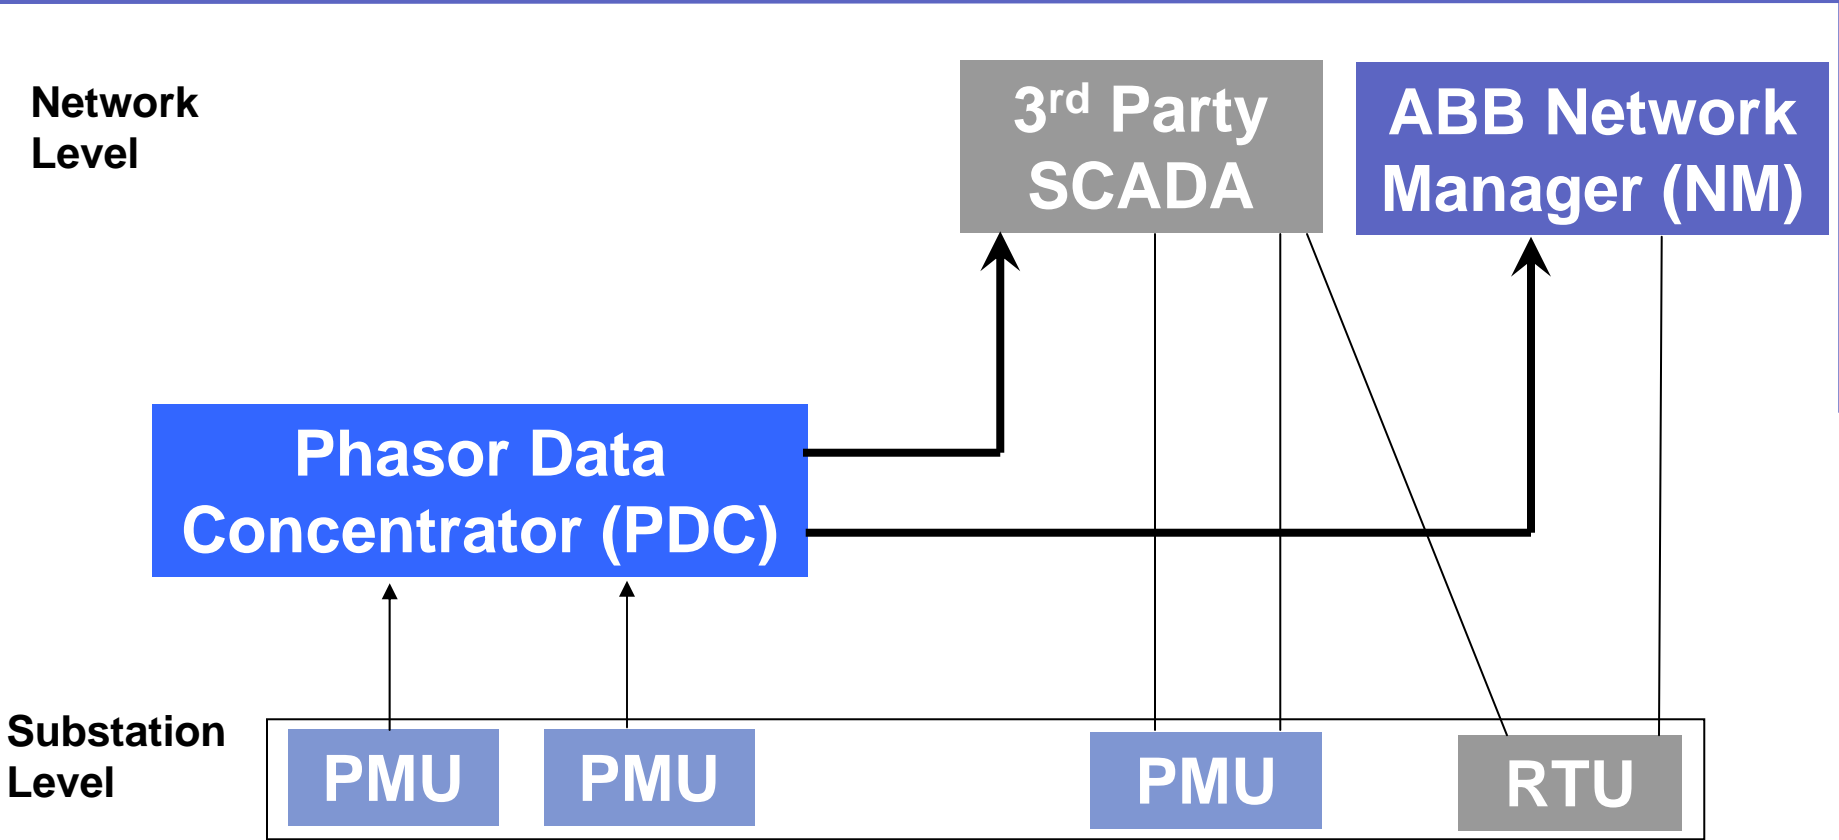 Network
Level
3rd Party
SCADA
ABB Network
Manager (NM)
Phasor Data
Concentrator (PDC)
Substation
Level
PMU
PMU
PMU
RTU